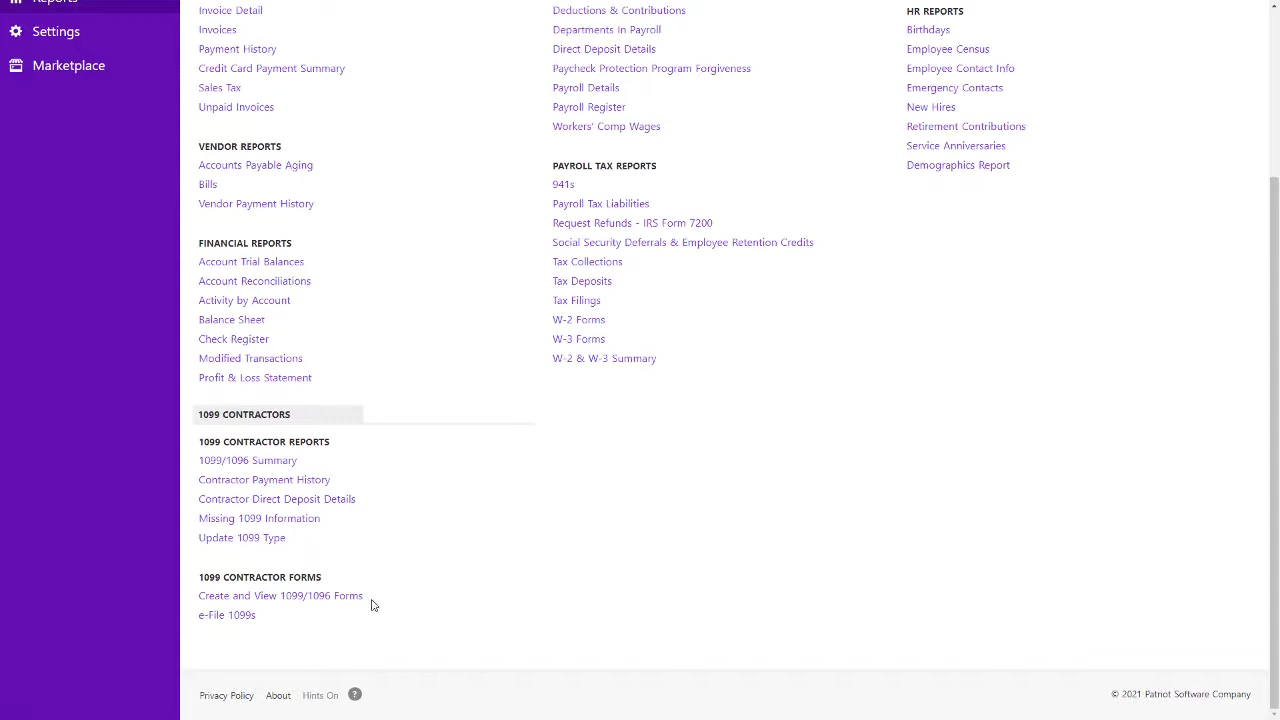 Reports
Settings
Marketplace
Invoice Detail
Invoices
Payment History
Credit Card Payment Summary
Sales Tax
Unpaid Invoices
VENDOR REPORTS
Accounts Payable Aging
Bills
Vendor Payment History
FINANCIAL REPORTS
Account Trial Balances
Account Reconciliations
Activity by Account
Balance Sheet
Check Register
Modified Transactions
Profit & Loss Statement
1099 CONTRACTORS
1099 CONTRACTOR REPORTS
1099/1096 Summary
Contractor Payment History
Contractor Direct Deposit Details
Missing 1099 Information
Update 1099 Type
1099 CONTRACTOR FORMS
Create and View 1099/1096 Forms
e-File 1099s
Deductions & Contributions
Departments In Payroll
Direct Deposit Details
Paycheck Protection Program Forgiveness
Payroll Details
Payroll Register
Workers' Comp Wages
PAYROLL TAX REPORTS
941s
Payroll Tax Liabilities
Request Refunds - IRS Form 7200
Social Security Deferrals & Employee Retention Credits
Tax Collections
Tax Deposits
Tax Filings
W-2 Forms
W-3 Forms
W-2 & W-3 Summary
HR REPORTS
Birthdays
Employee Census
Employee Contact Info
Emergency Contacts
New Hires
Retirement Contributions
Service Anniversaries
Demographics Report
Privacy Policy About Hints On ?
© 2021 Patriot Software Company